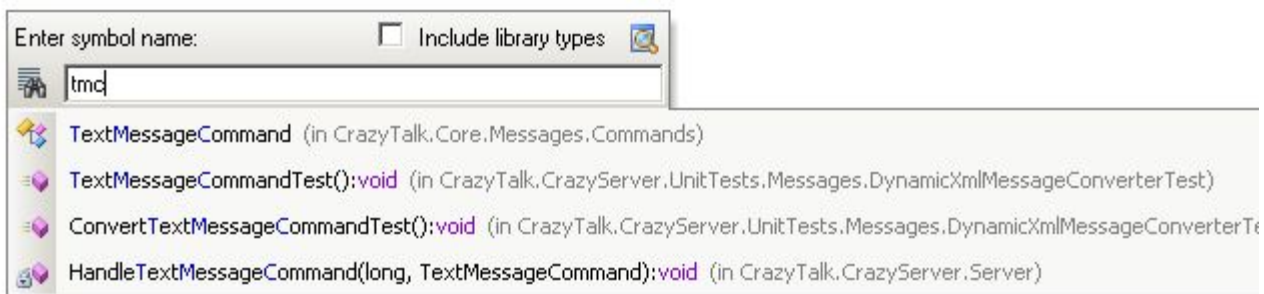 Enter symbol name: Include library types
tmc
TextMessageCommand (in CrazyTalk.Core.Messages.Commands)
TextMessageCommandTest():void (in CrazyTalk.CrazyServer.UnitTests.Messages.DynamicXmlMessageConverterTest)
ConvertTextMessageCommandTest():void (in CrazyTalk.CrazyServer.UnitTests.Messages.DynamicXmlMessageConverterTe
HandleTextMessageCommand(long, TextMessageCommand):void (in CrazyTalk.CrazyServer.Server)